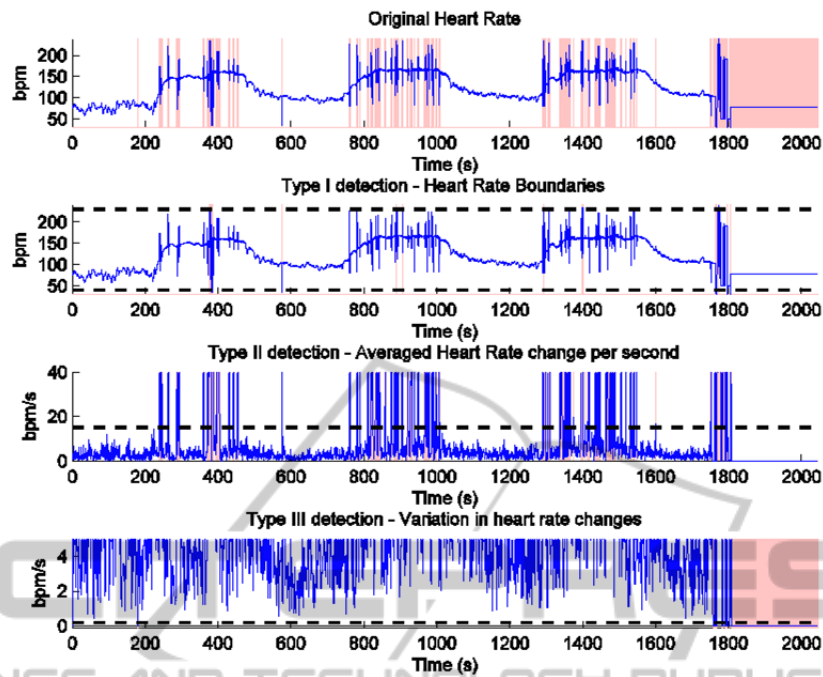 Original Heart Rate
200
150
100
50
bpm
0 200 400 600 800 1000 1200 1400 1600 1800 2000
Time (s)
Type I detection - Heart Rate Boundaries
200
150
100
50
bpm
0 200 400 600 800 1000 1200 1400 1600 1800 2000
Time (s)
Type II detection - Averaged Heart Rate change per second
40
20
0
bpm/s
0 200 400 600 800 1000 1200 1400 1600 1800 2000
Time (s)
Type III detection - Variation in heart rate changes
4
2
0
bpm/s
0 200 400 600 800 1000 1200 1400 1600 1800 2000
Time (s)
AND TECHNOLOGY